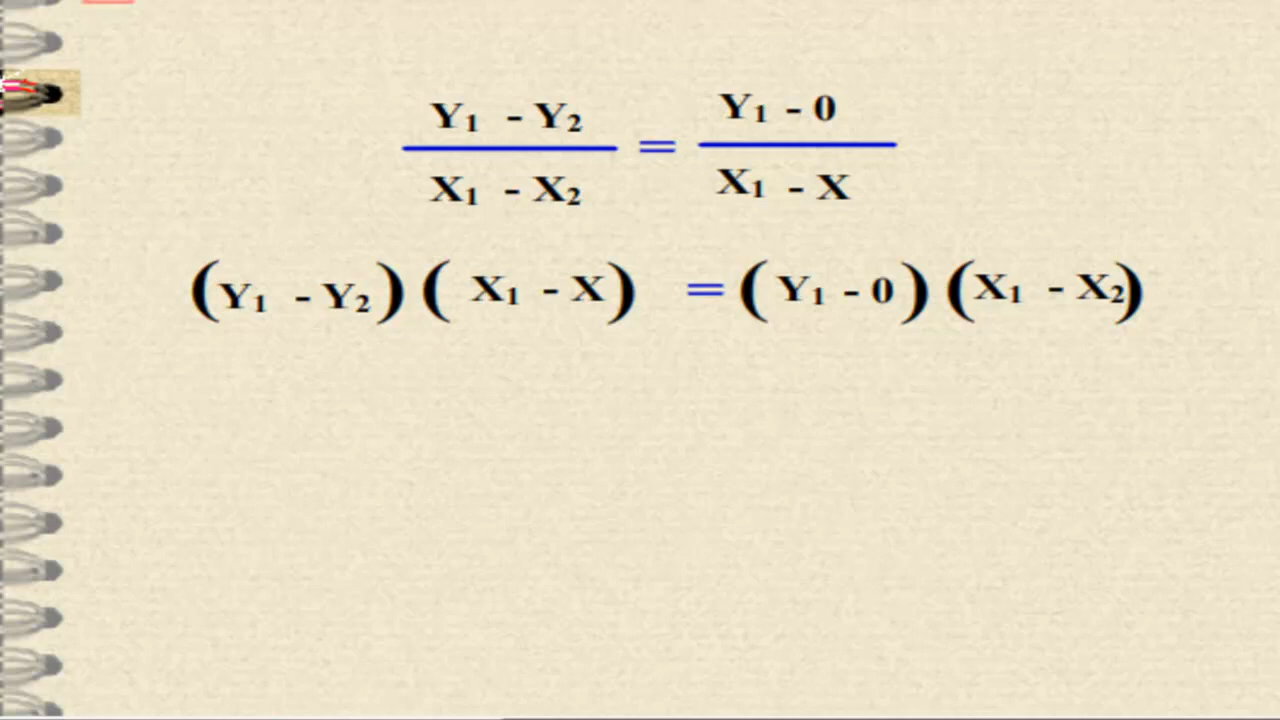 Y₁ - Y₂ = Y₁ - 0
X₁ - X₂ X₁ - X
(Y₁ - Y₂) (X₁ - X) = (Y₁ - 0) (X₁ - X₂)